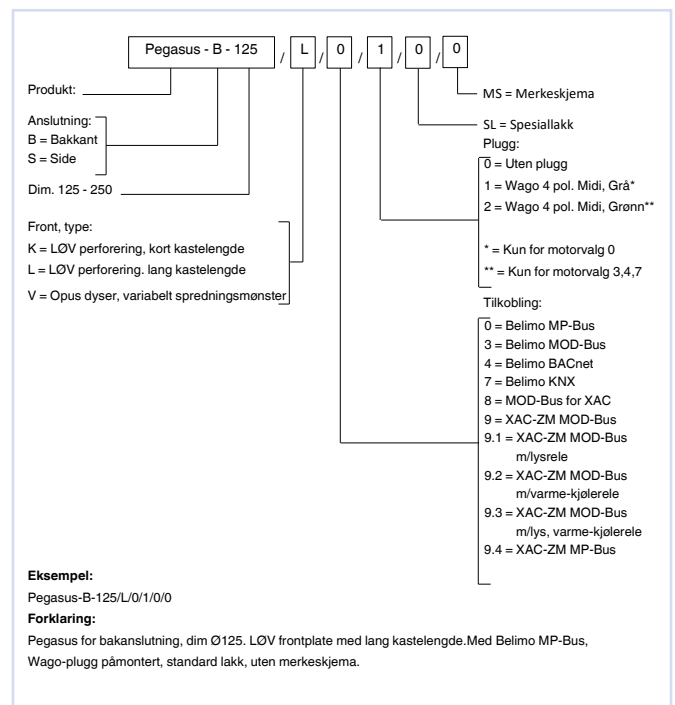 Pegasus - B - 125 / L / 0 / 1 / 0 / 0
Produkt:
Anslutning:
B = Bakkant
S = Side
Dim. 125 - 250
Front, type:
K = LØV perforering, kort kastelengde
L = LØV perforering. lang kastelengde
V = Opus dyser, variabelt spredningsmønster
MS = Merkeskjema
SL = Spesiallakk
Plugg:
0 = Uten plugg
1 = Wago 4 pol. Midi, Grå*
2 = Wago 4 pol. Midi, Grønn**
* = Kun for motorvalg 0
** = Kun for motorvalg 3,4,7
Tilkobling:
0 = Belimo MP-Bus
3 = Belimo MOD-Bus
4 = Belimo BACnet
7 = Belimo KNX
8 = MOD-Bus for XAC
9 = XAC-ZM MOD-Bus
9.1 = XAC-ZM MOD-Bus
m/lysrele
9.2 = XAC-ZM MOD-Bus
m/varme-kjølerele
9.3 = XAC-ZM MOD-Bus
m/lys, varme-kjølerele
9.4 = XAC-ZM MP-Bus
Eksempel:
Pegasus-B-125/L/0/1/0/0
Forklaring:
Pegasus for bakanslutning, dim Ø125. LØV frontplate med lang kastelengde.Med Belimo MP-Bus,
Wago-plugg påmontert, standard lakk, uten merkeskjema.